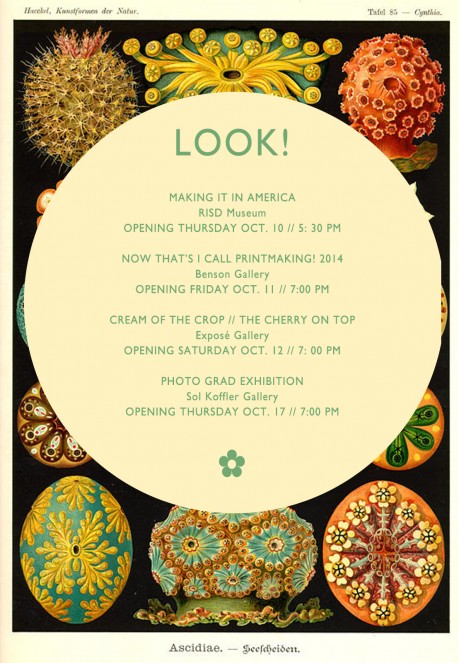 Haeckel, Kunstformen der Natur.
Tafel 85 — Cynthia.
LOOK!
MAKING IT IN AMERICA
RISD Museum
OPENING THURSDAY OCT. 10 // 5: 30 PM
NOW THAT'S I CALL PRINTMAKING! 2014
Benson Gallery
OPENING FRIDAY OCT. 11 // 7:00 PM
CREAM OF THE CROP // THE CHERRY ON TOP
Exposé Gallery
OPENING SATURDAY OCT. 12 // 7: 00 PM
PHOTO GRAD EXHIBITION
Sol Koffler Gallery
OPENING THURSDAY OCT. 17 // 7:00 PM
Ascidiae. — Seescheiden.